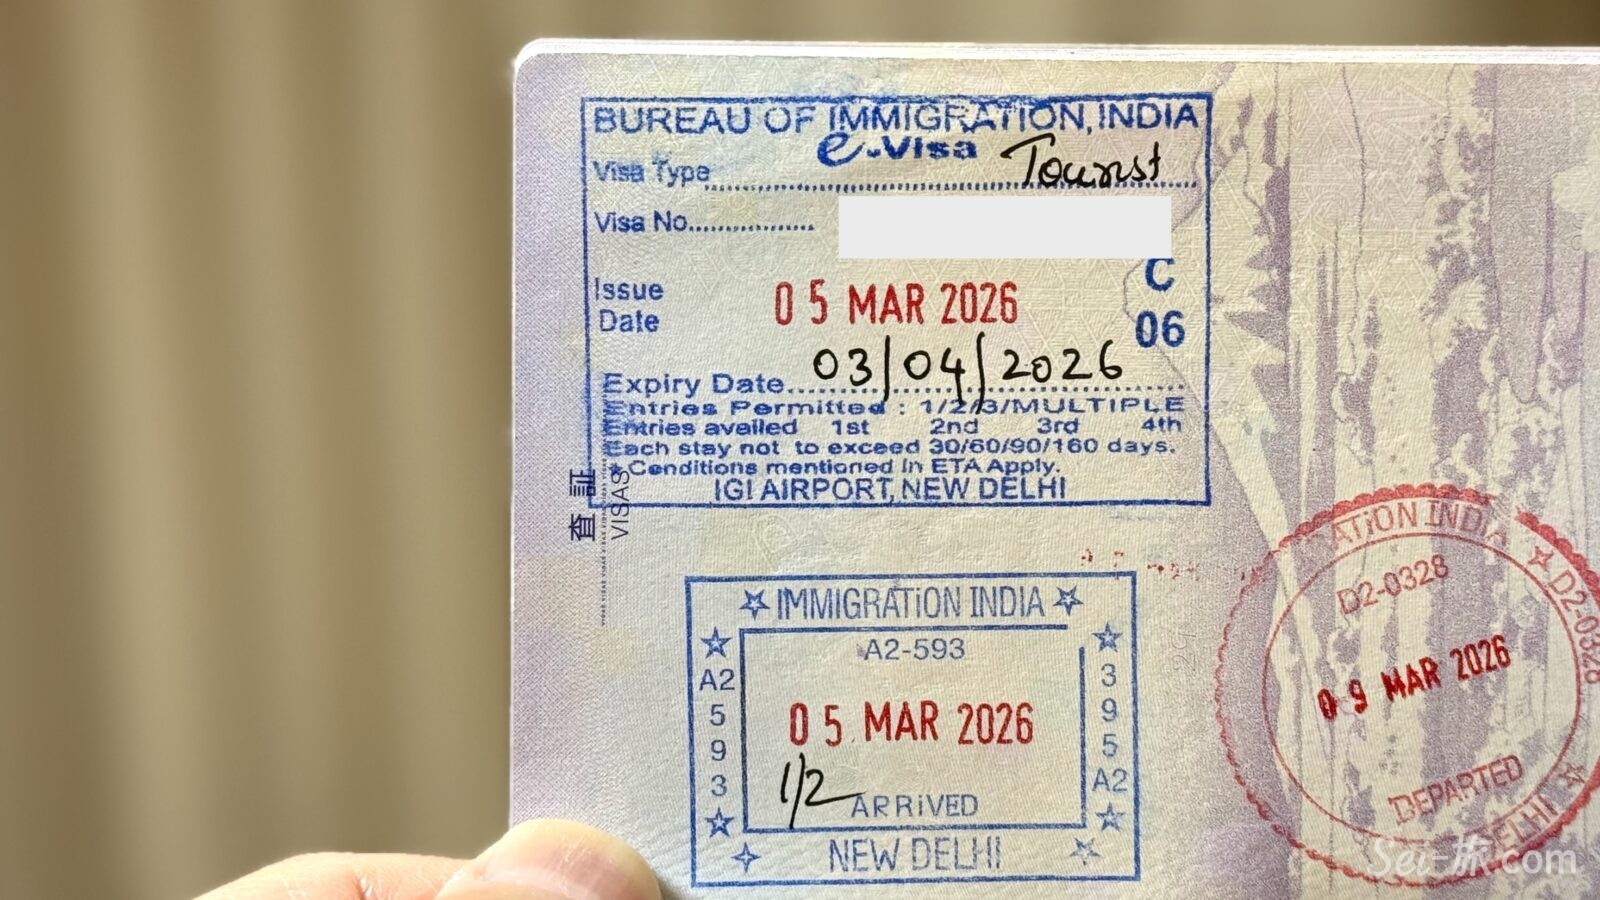 BUREAU OF IMMIGRATION, INDIA
e-Visa
Visa Type Tourist
Visa No.
C
Issue
Date
05 MAR 2026
06
Expiry Date 03/04/2026
Entries Permitted : 1/2/3/MULTIPLE
Entries availed 1st 2nd 3rd 4th
Each stay not to exceed 30/60/90/160 days.
* Conditions mentioned in ETA Apply.
IGI AIRPORT, NEW DELHI
査証
VISAS
IMMIGRATiON INDIA
A2-593
A2
5
9
3
05 MAR 2026
1/2
ARRiVED
3
9
5
A2
NEW DELHI
ATiON INDIA
D2-0328
D2-0328
09 MAR 2026
DEPARTED
DELHI
Sei-旅.com